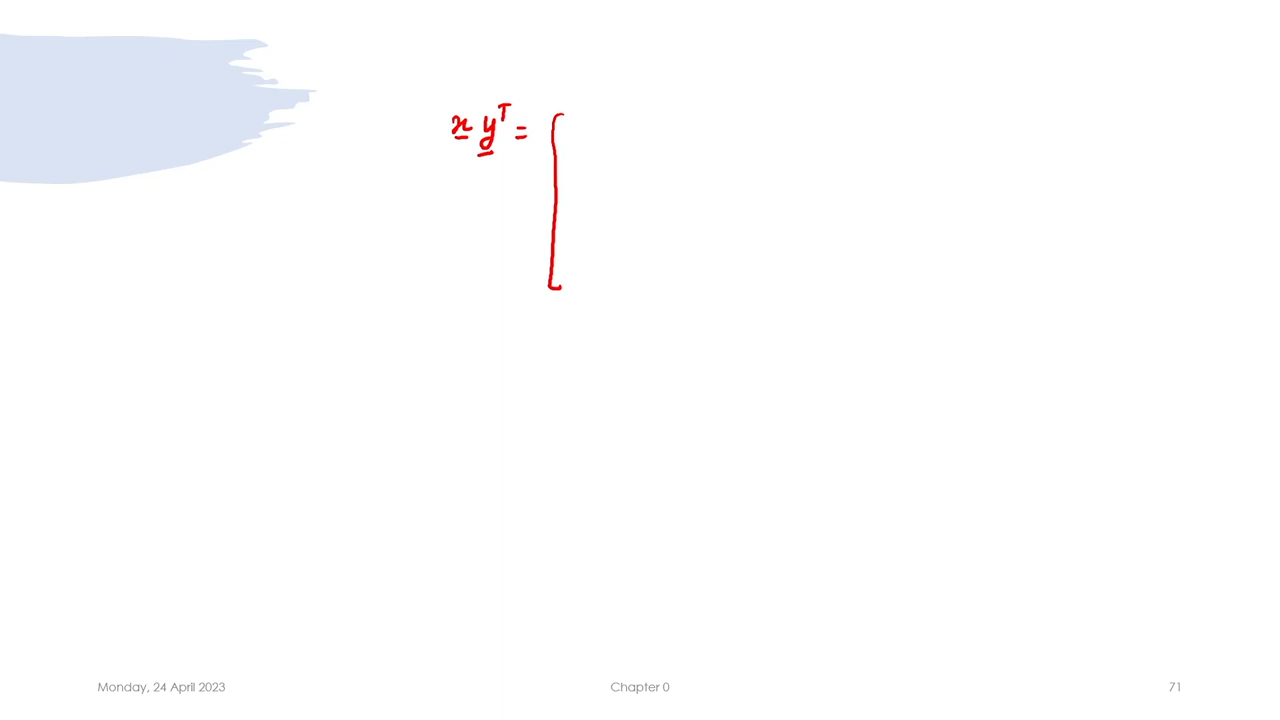 x y^T = [
Monday, 24 April 2023
Chapter 0
71